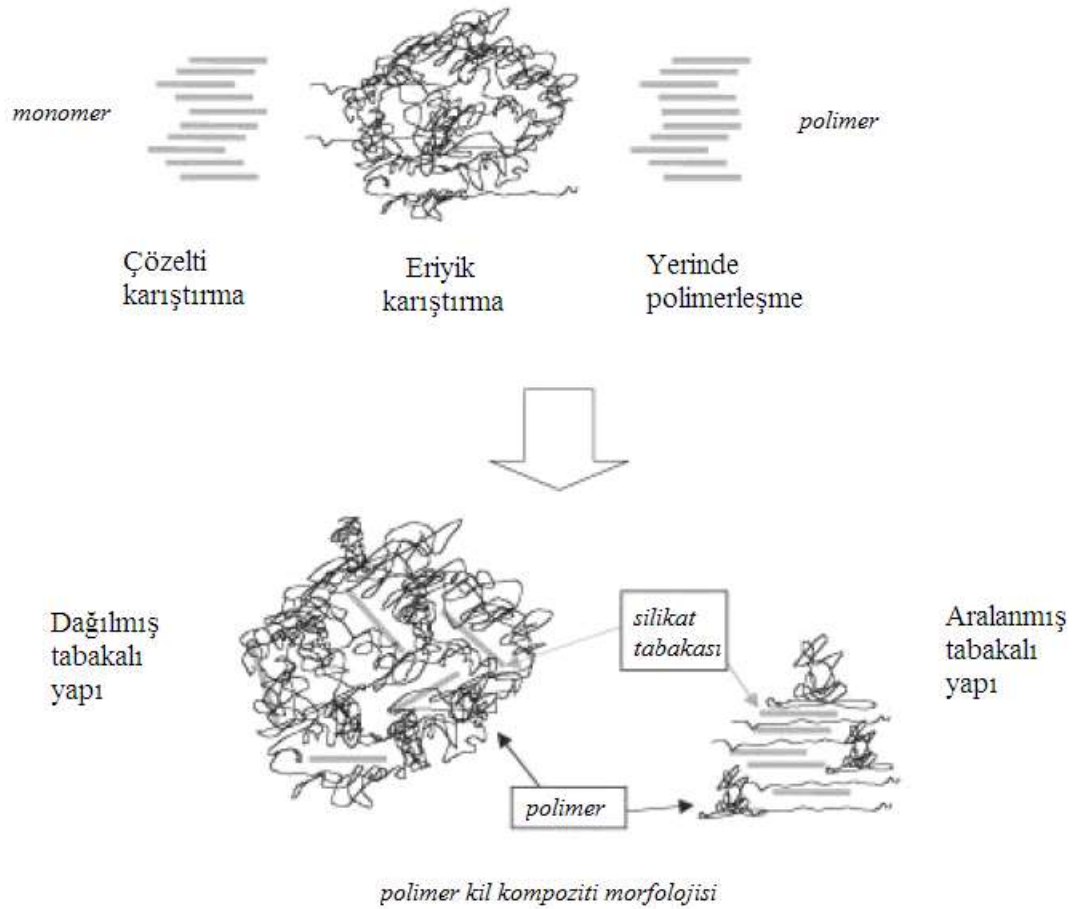 monomer
polimer
Çözelti
karıştırma
Eriyik
karıştırma
Yerinde
polimerleşme
Dağılmış
tabakalı
yapı
silikat
tabakası
Aralanmış
tabakalı
yapı
polimer
polimer kil kompoziti morfolojisi